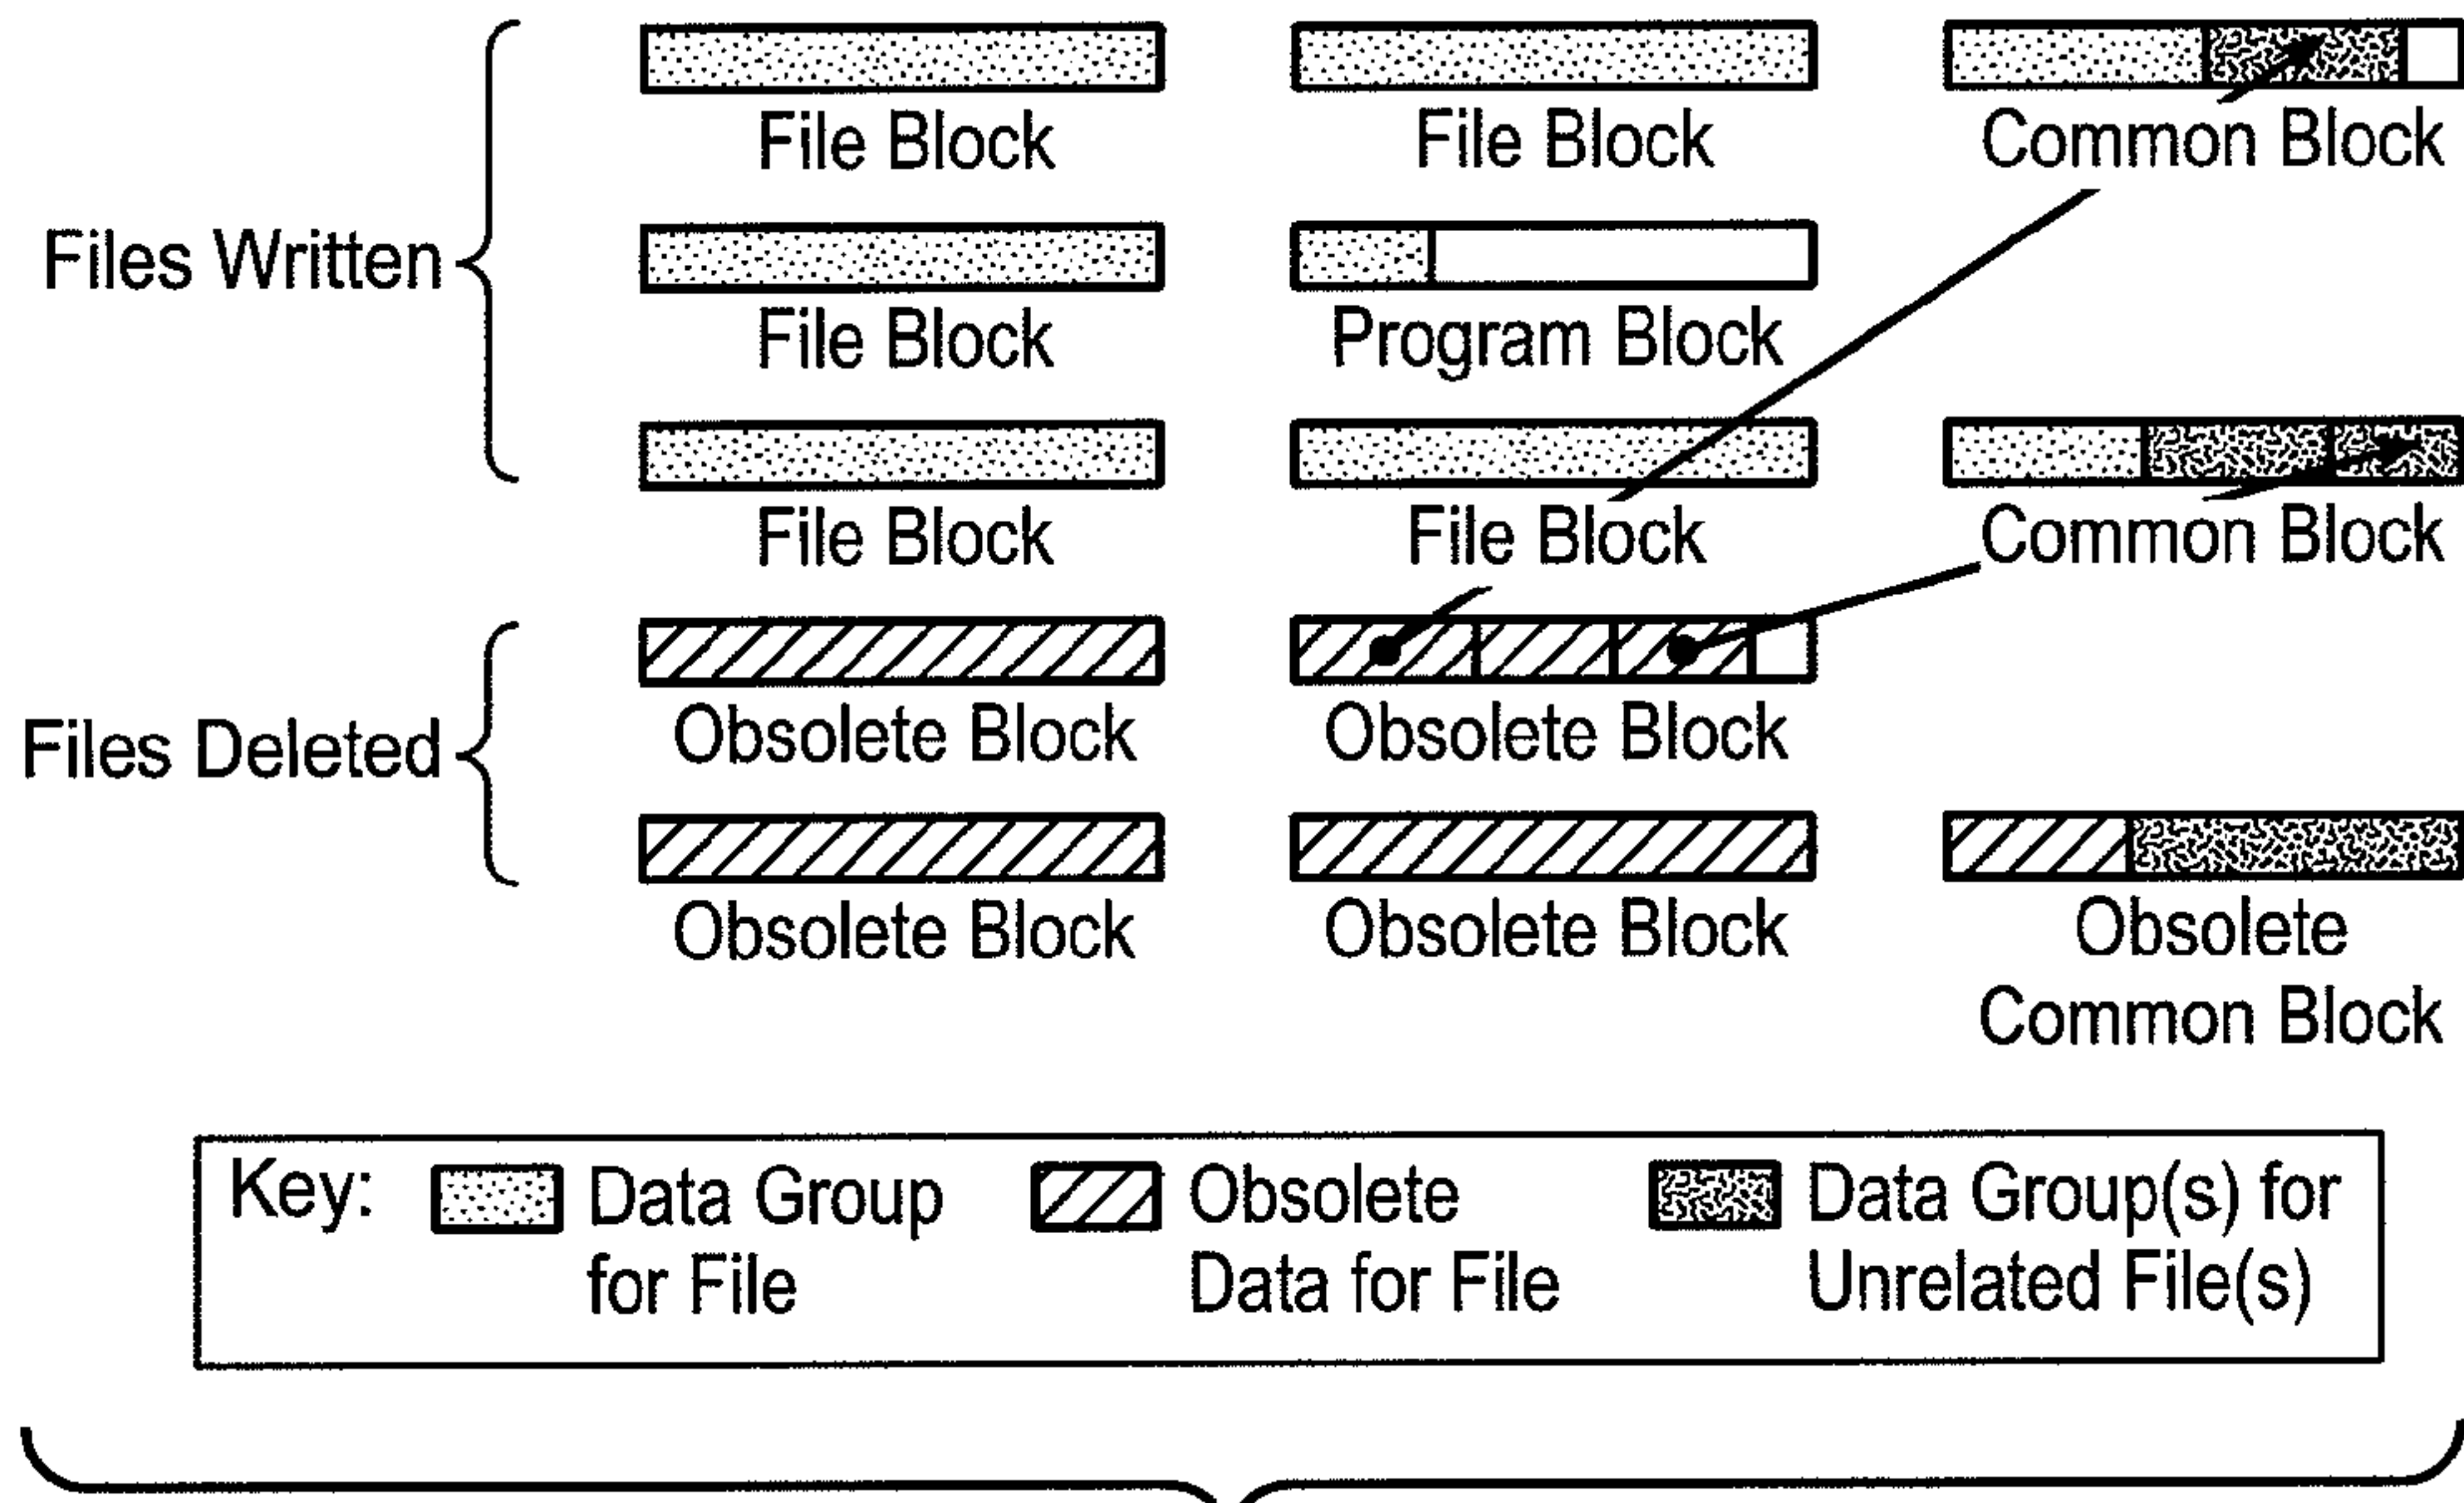 File Block
File Block
Common Block
Files Written
File Block
Program Block
File Block
File Block
Common Block
Files Deleted
Obsolete Block
Obsolete Block
Obsolete Block
Obsolete Block
Obsolete
Common Block
Key:
Data Group
for File
Obsolete
Data for File
Data Group(s) for
Unrelated File(s)